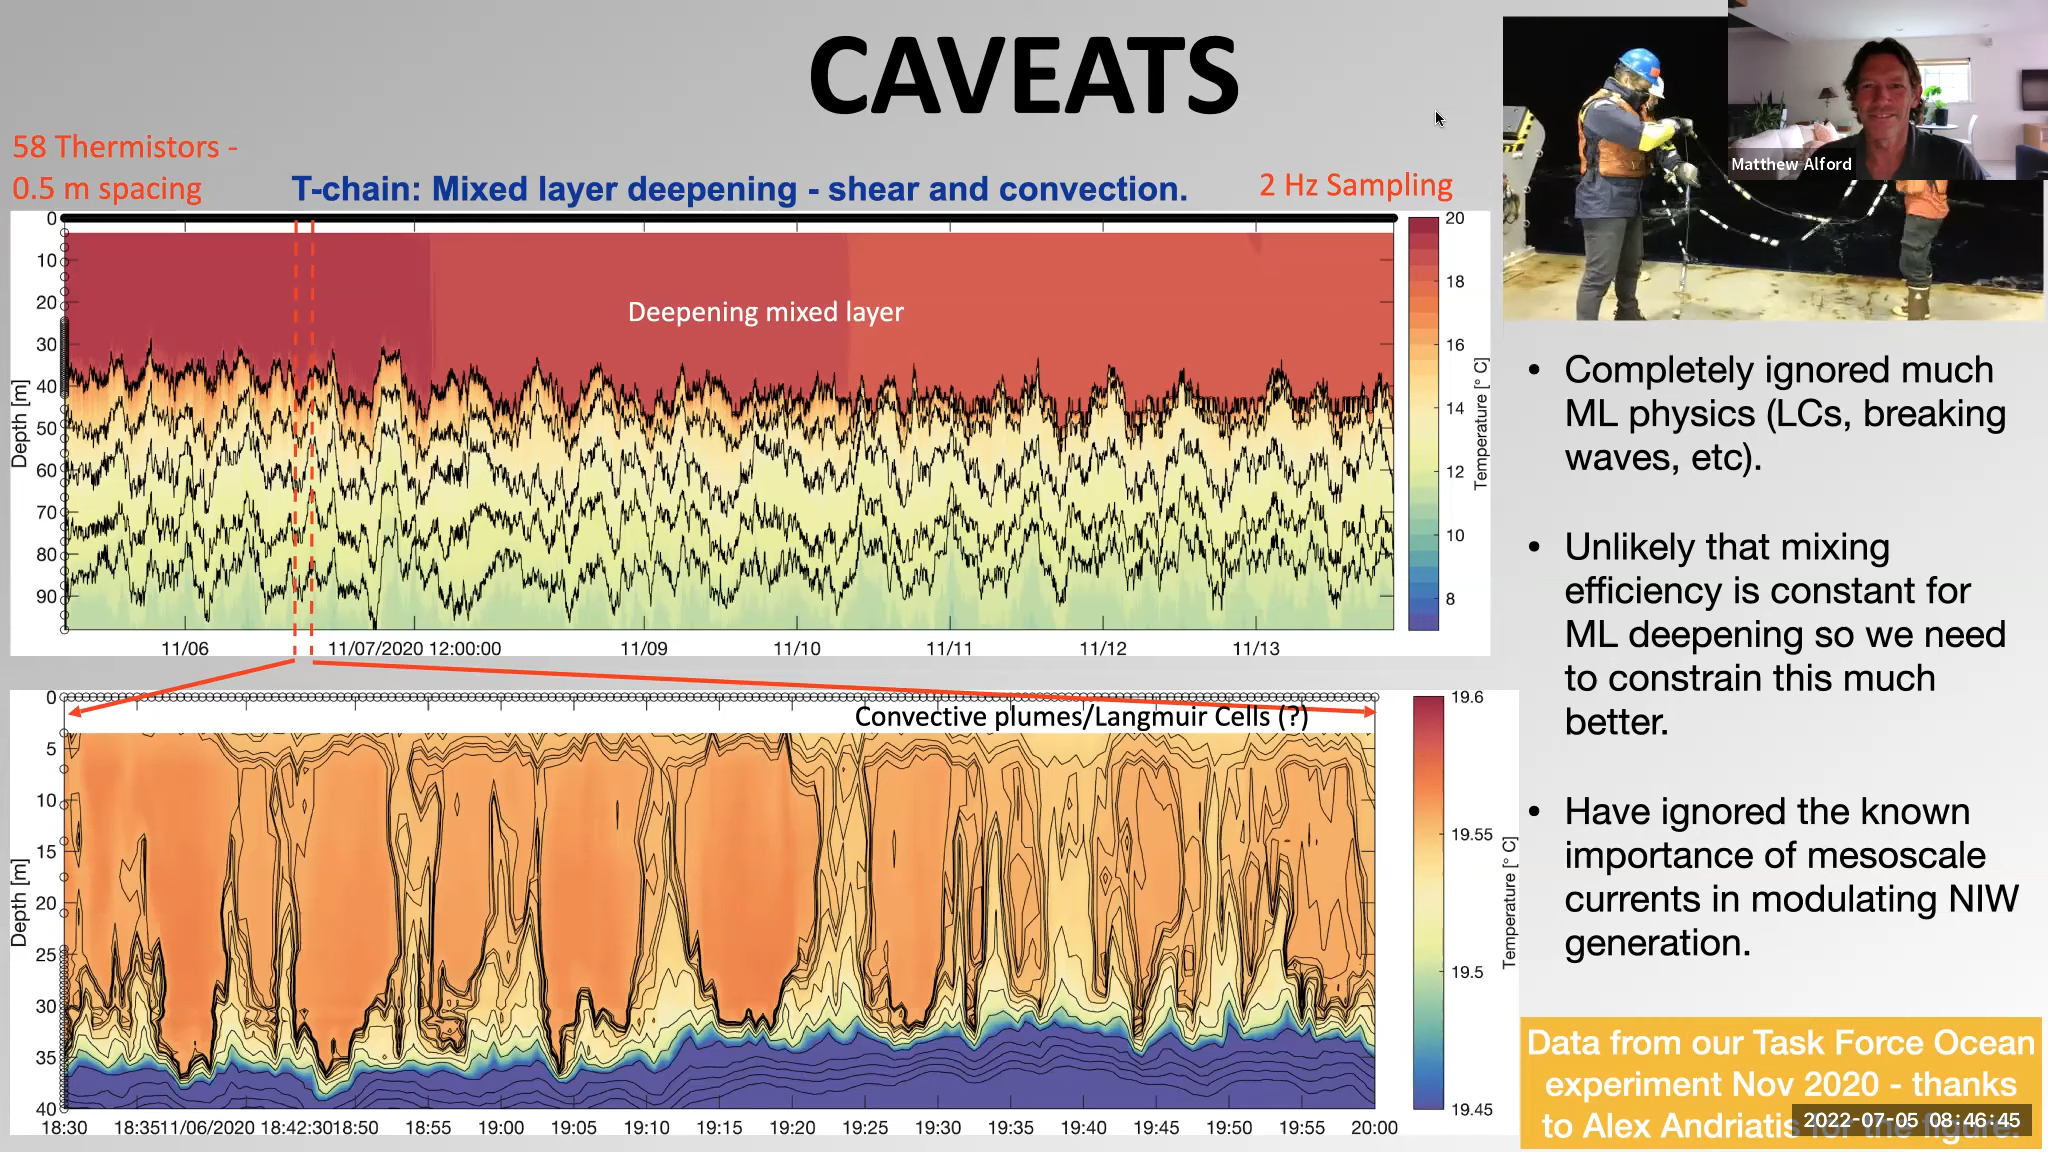 CAVEATS
58 Thermistors -
0.5 m spacing
T-chain: Mixed layer deepening - shear and convection.
2 Hz Sampling
Matthew Alford
Deepening mixed layer
Depth [m]
0
10
20
30
40
50
60
70
80
90
11/06
11/07/2020 12:00:00
11/09
11/10
11/11
11/12
11/13
20
18
16
14
12
10
8
Temperature [° C]
Convective plumes/Langmuir Cells (?)
Depth [m]
0
5
10
15
20
25
30
35
40
18:30
18:35
11/06/2020 18:42:30
18:50
18:55
19:00
19:05
19:10
19:15
19:20
19:25
19:30
19:35
19:40
19:45
19:50
19:55
20:00
19.6
19.55
19.5
19.45
Temperature [° C]
• Completely ignored much
ML physics (LCs, breaking
waves, etc).
• Unlikely that mixing
efficiency is constant for
ML deepening so we need
to constrain this much
better.
• Have ignored the known
importance of mesoscale
currents in modulating NIW
generation.
Data from our Task Force Ocean
experiment Nov 2020 - thanks
to Alex Andriatis for the figure.
2022-07-05 08:46:45